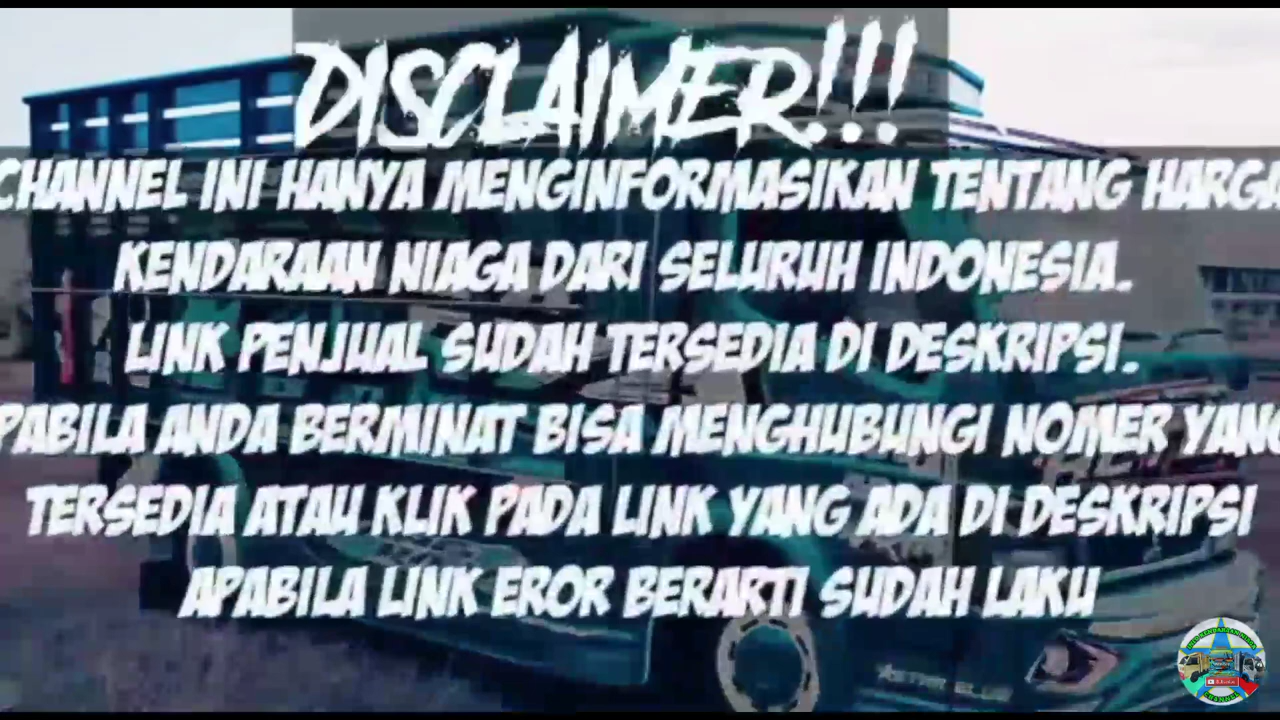 DISCLAIMER!!!
CHANNEL INI HANYA MENGINFORMASIKAN TENTANG HARGA
KENDARAAN NIAGA DARI SELURUH INDONESIA.
LINK PENJUAL SUDAH TERSEDIA DI DESKRIPSI.
PABILA ANDA BERMINAT BISA MENGHUBUNGI NOMER YANG
TERSEDIA ATAU KLIK PADA LINK YANG ADA DI DESKRIPSI
APABILA LINK EROR BERARTI SUDAH LAKU
CHANNEL